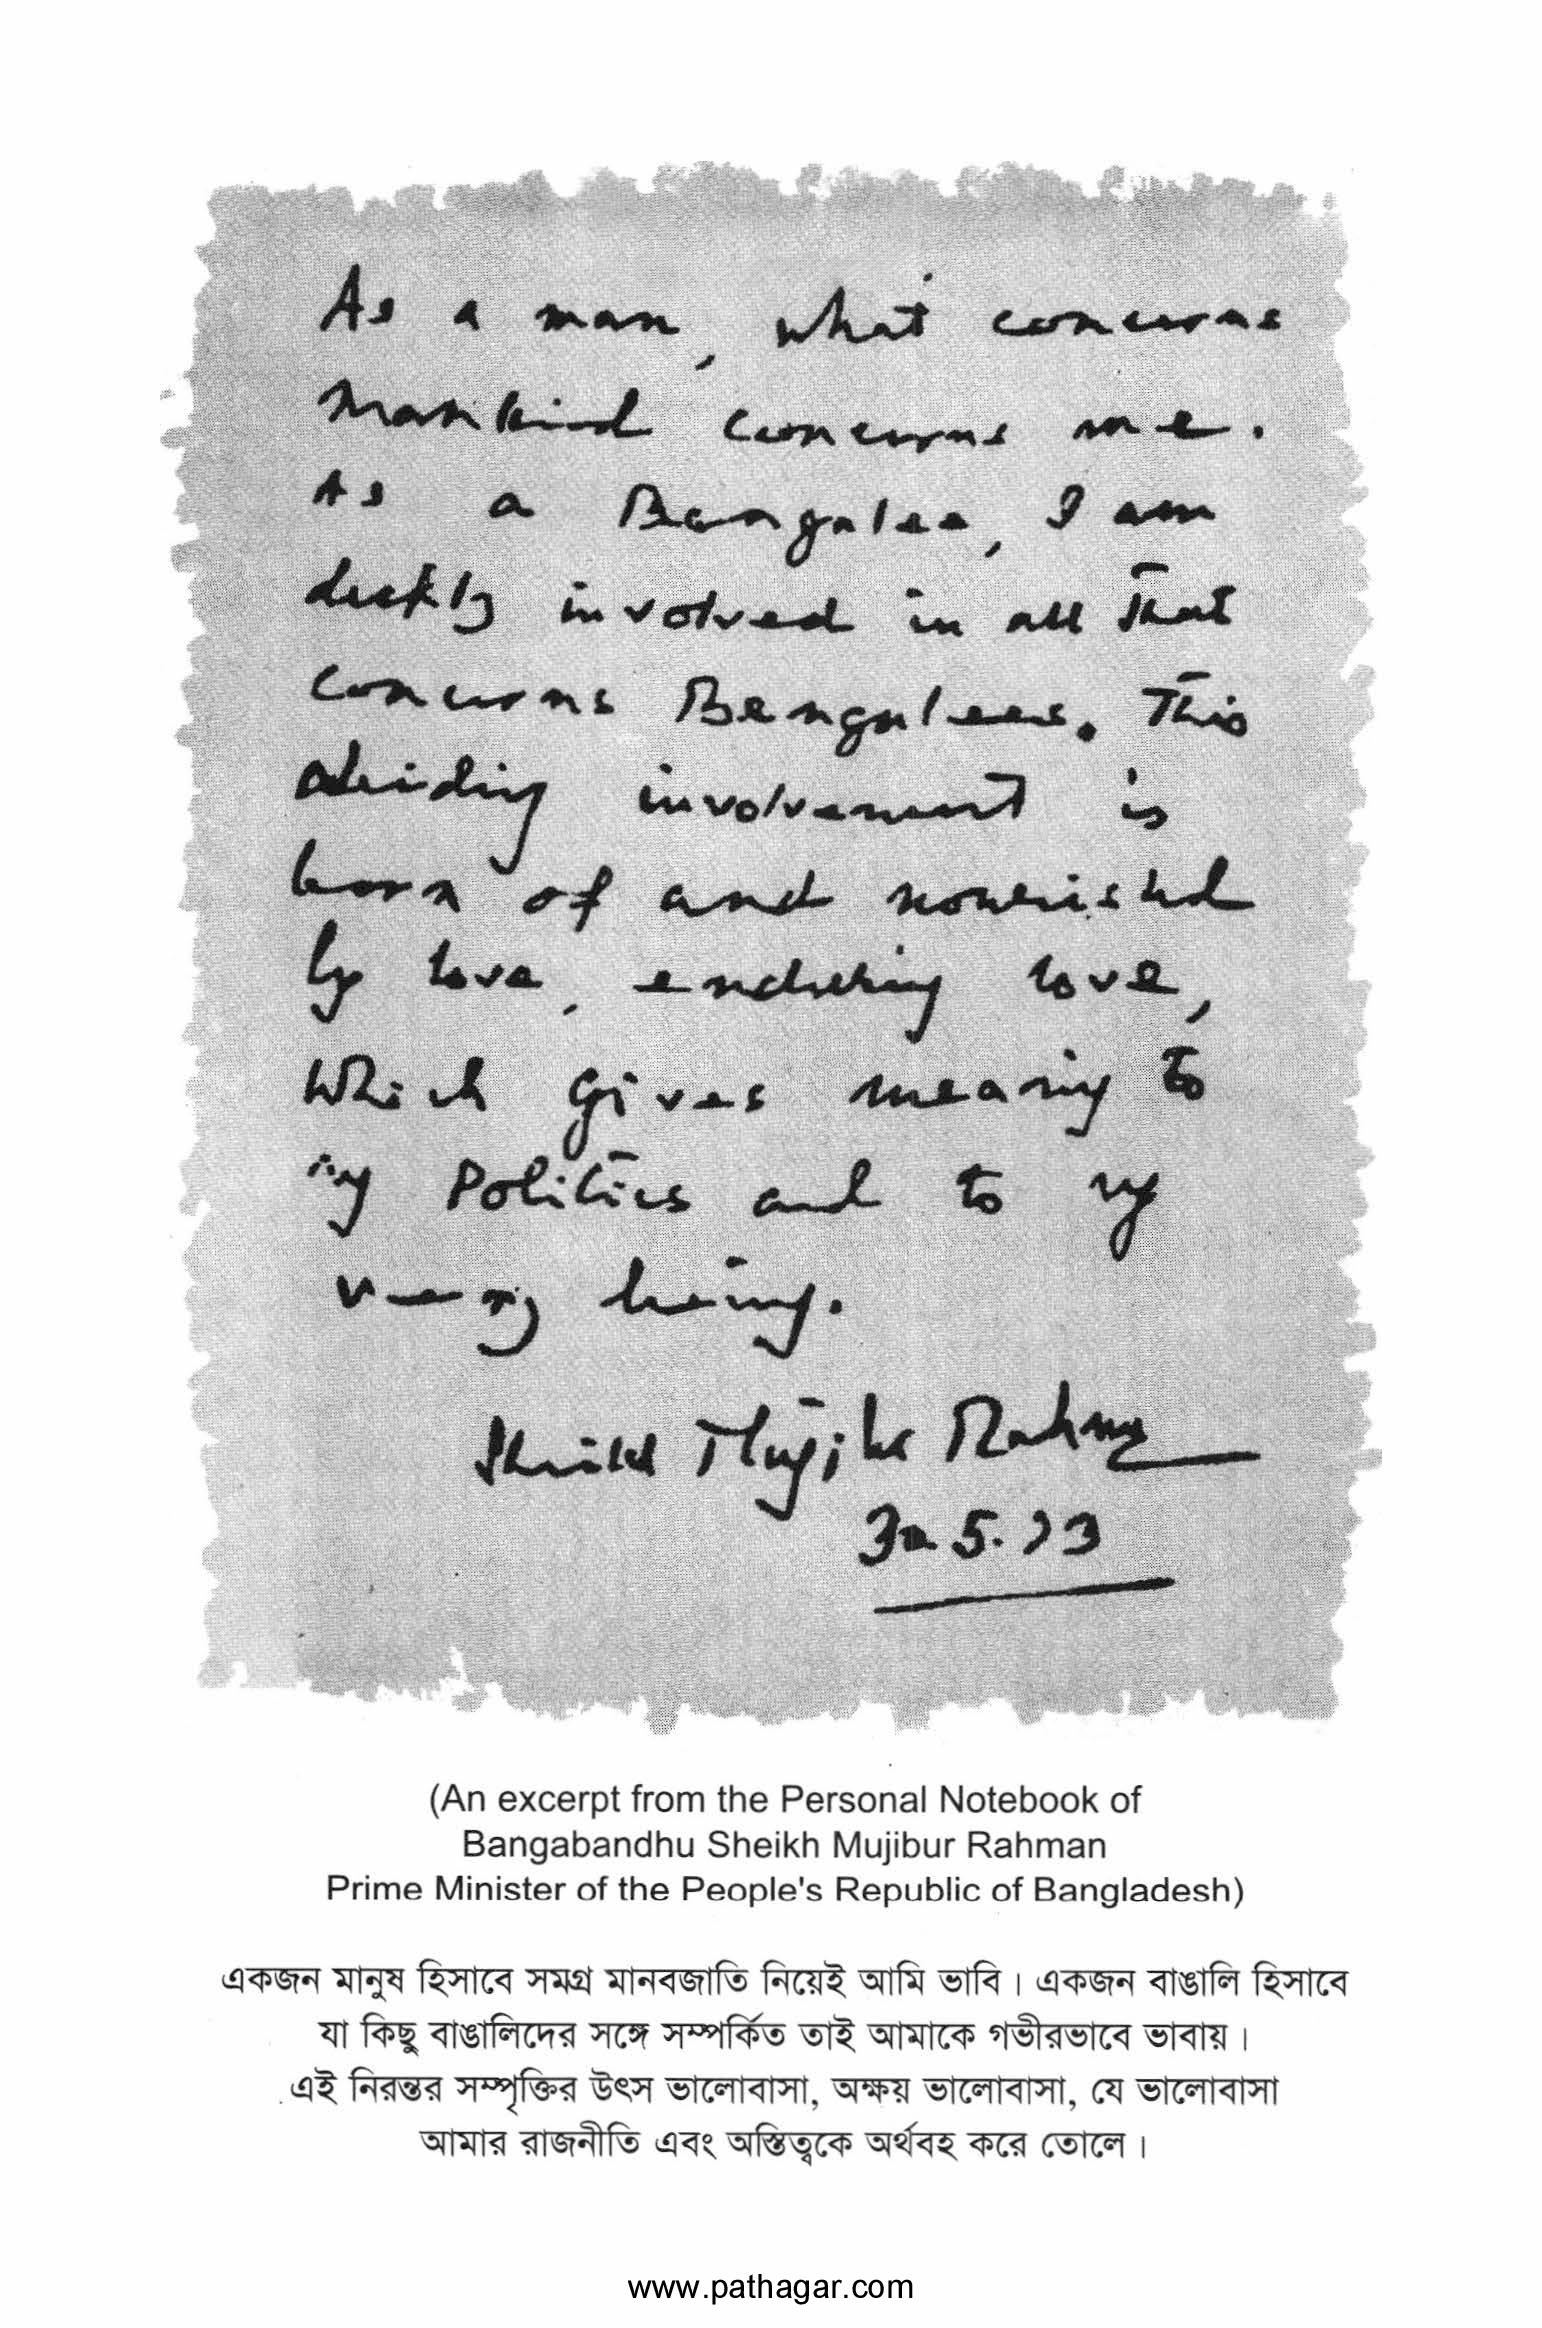 As a man, what concerns
mankind concerns me.
As a Bengalee, I am
deeply involved in all that
concerns Bengalees. This
abiding involvement is
born of and nourished
by love, enduring love,
which gives meaning to
my politics and to my
very being.
Sheikh Mujibur Rahman
30.5.73
(An excerpt from the Personal Notebook of
Bangabandhu Sheikh Mujibur Rahman
Prime Minister of the People's Republic of Bangladesh)
একজন মানুষ হিসাবে সমগ্র মানবজাতি নিয়েই আমি ভাবি। একজন বাঙালি হিসাবে
যা কিছু বাঙালিদের সঙ্গে সম্পর্কিত তাই আমাকে গভীরভাবে ভাবায়।
এই নিরন্তর সম্পৃক্তির উৎস ভালোবাসা, অক্ষয় ভালোবাসা, যে ভালোবাসা
আমার রাজনীতি এবং অস্তিত্বকে অর্থবহ করে তোলে।
www.pathagar.com